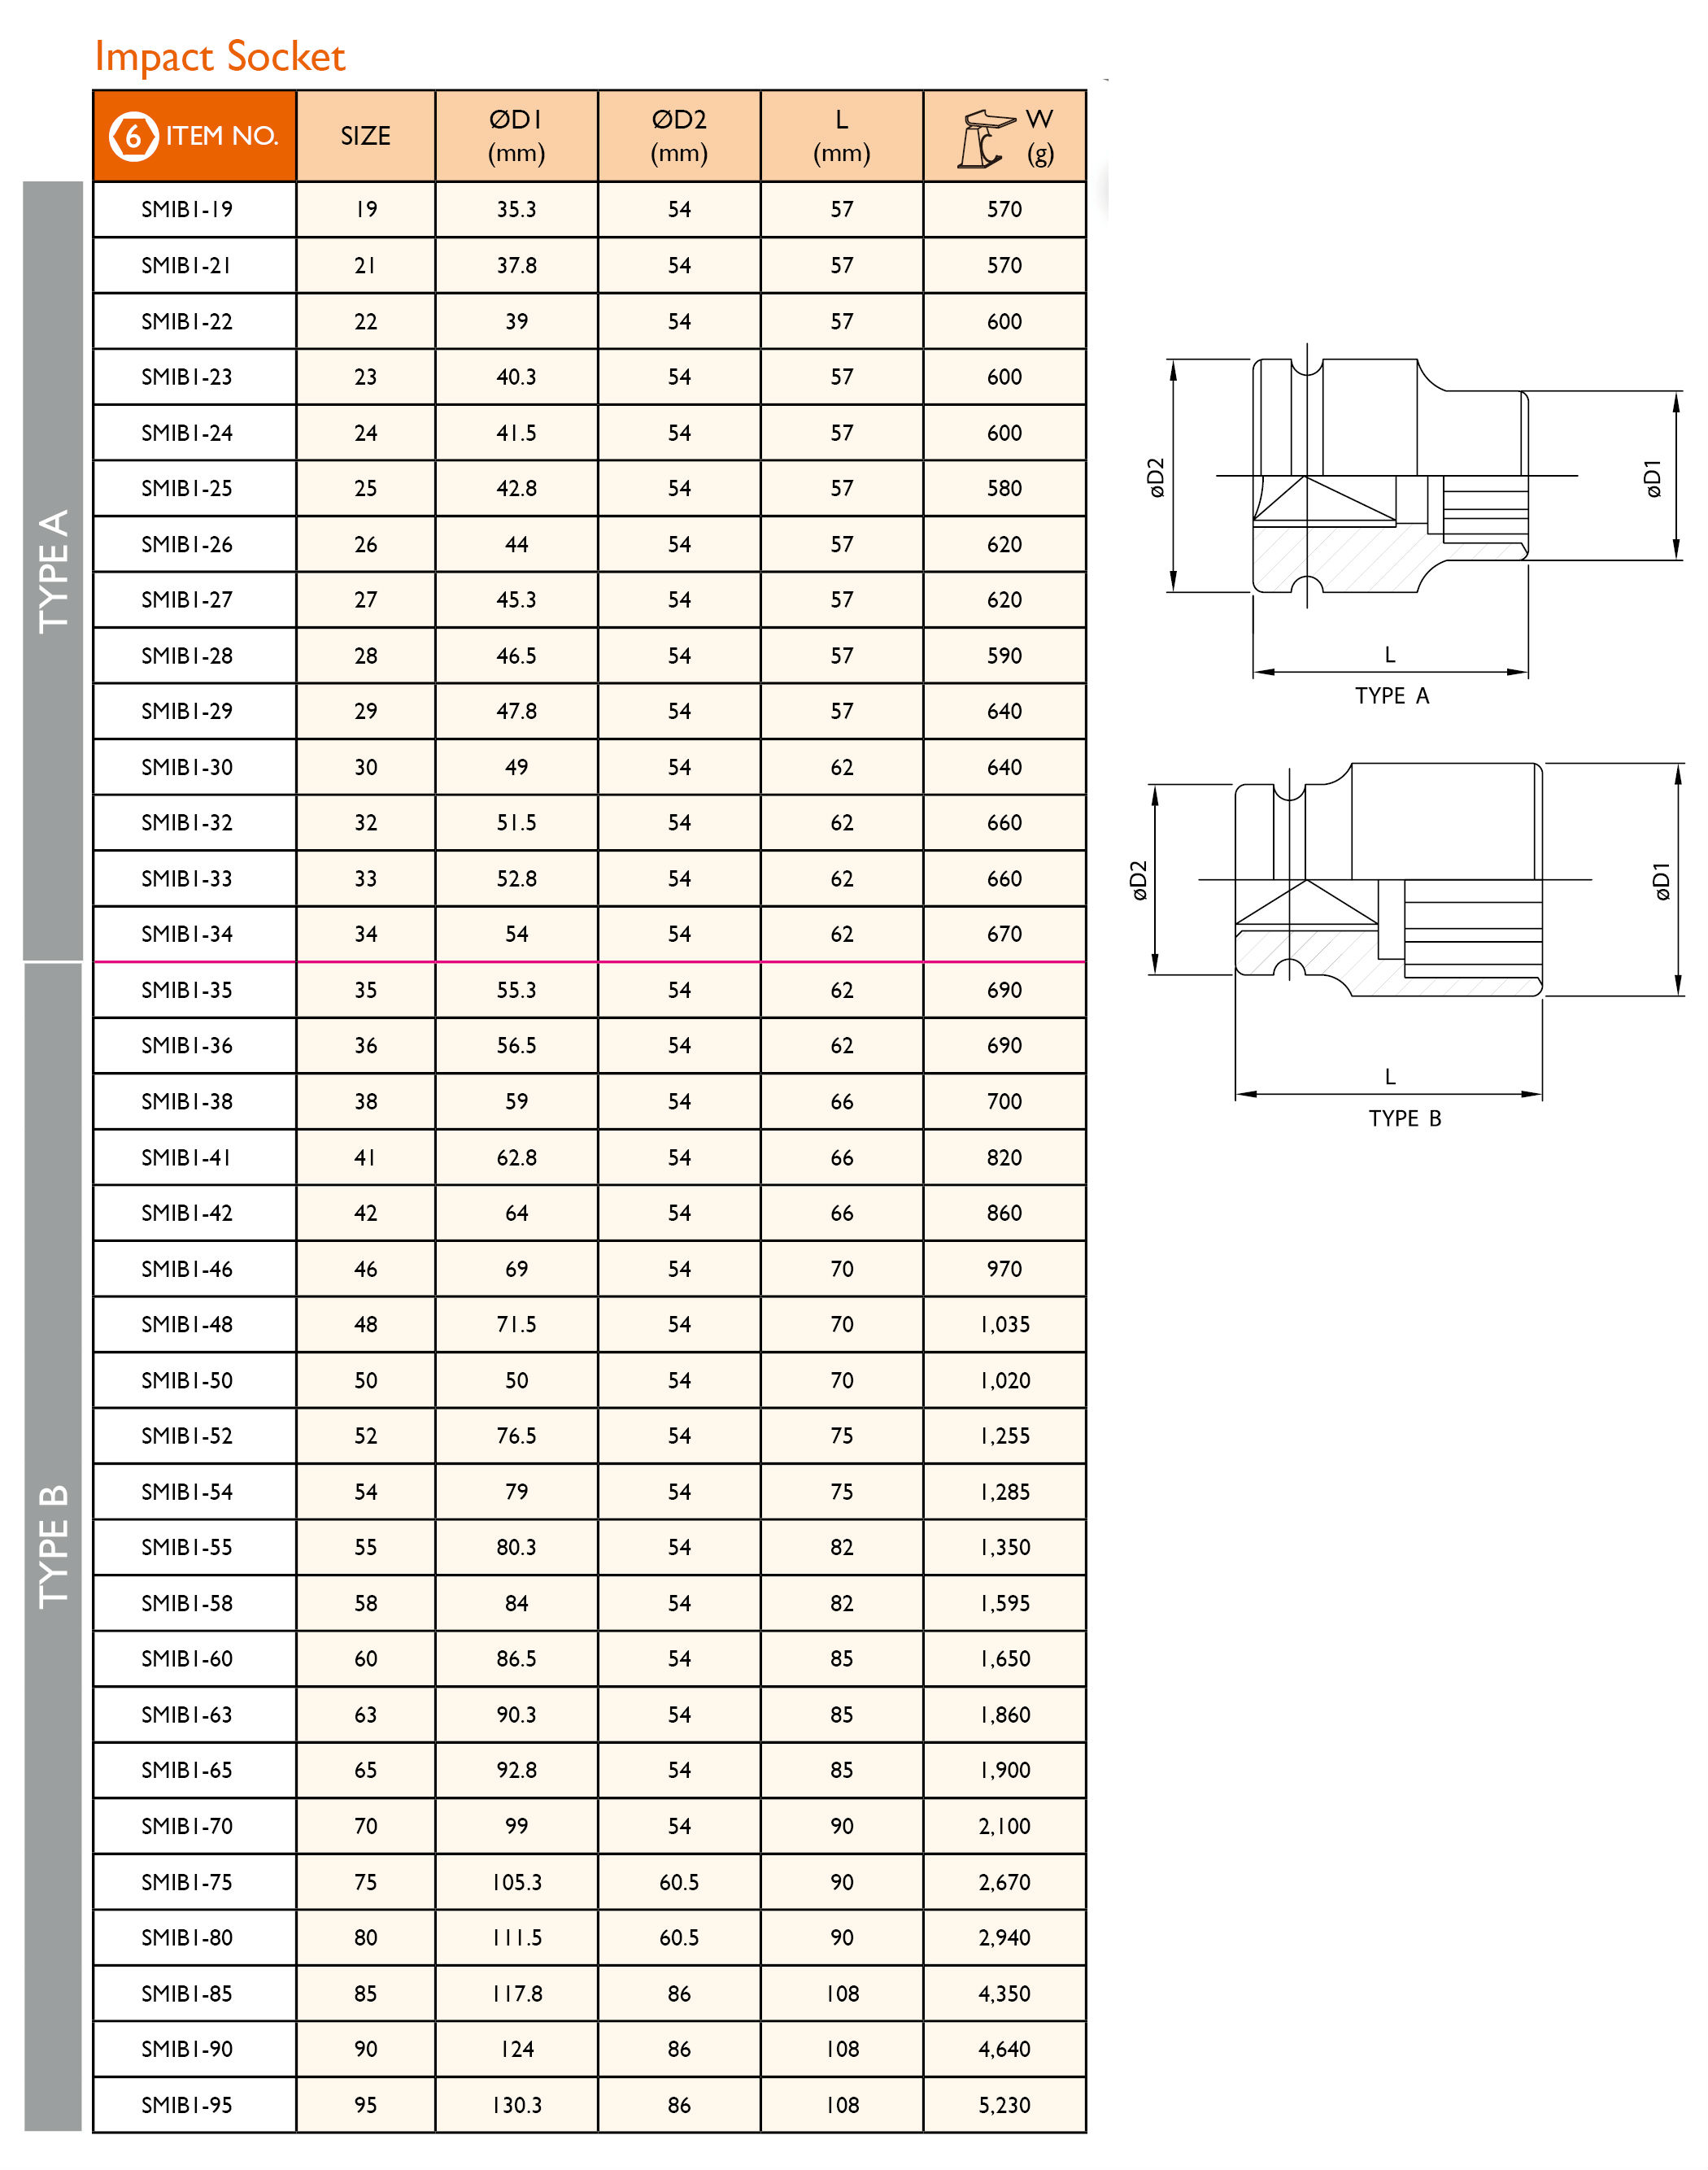 Impact Socket
6 ITEM NO. SIZE ØD1 (mm) ØD2 (mm) L (mm) W (g)
TYPE A
SMIB1-19 19 35.3 54 57 570
SMIB1-21 21 37.8 54 57 570
SMIB1-22 22 39 54 57 600
SMIB1-23 23 40.3 54 57 600
SMIB1-24 24 41.5 54 57 600
SMIB1-25 25 42.8 54 57 580
SMIB1-26 26 44 54 57 620
SMIB1-27 27 45.3 54 57 620
SMIB1-28 28 46.5 54 57 590
SMIB1-29 29 47.8 54 57 640
SMIB1-30 30 49 54 62 640
SMIB1-32 32 51.5 54 62 660
SMIB1-33 33 52.8 54 62 660
SMIB1-34 34 54 54 62 670
TYPE B
SMIB1-35 35 55.3 54 62 690
SMIB1-36 36 56.5 54 62 690
SMIB1-38 38 59 54 66 700
SMIB1-41 41 62.8 54 66 820
SMIB1-42 42 64 54 66 860
SMIB1-46 46 69 54 70 970
SMIB1-48 48 71.5 54 70 1,035
SMIB1-50 50 50 54 70 1,020
SMIB1-52 52 76.5 54 75 1,255
SMIB1-54 54 79 54 75 1,285
SMIB1-55 55 80.3 54 82 1,350
SMIB1-58 58 84 54 82 1,595
SMIB1-60 60 86.5 54 85 1,650
SMIB1-63 63 90.3 54 85 1,860
SMIB1-65 65 92.8 54 85 1,900
SMIB1-70 70 99 54 90 2,100
SMIB1-75 75 105.3 60.5 90 2,670
SMIB1-80 80 111.5 60.5 90 2,940
SMIB1-85 85 117.8 86 108 4,350
SMIB1-90 90 124 86 108 4,640
SMIB1-95 95 130.3 86 108 5,230
øD2
øD1
L
TYPE A
øD2
øD1
L
TYPE B